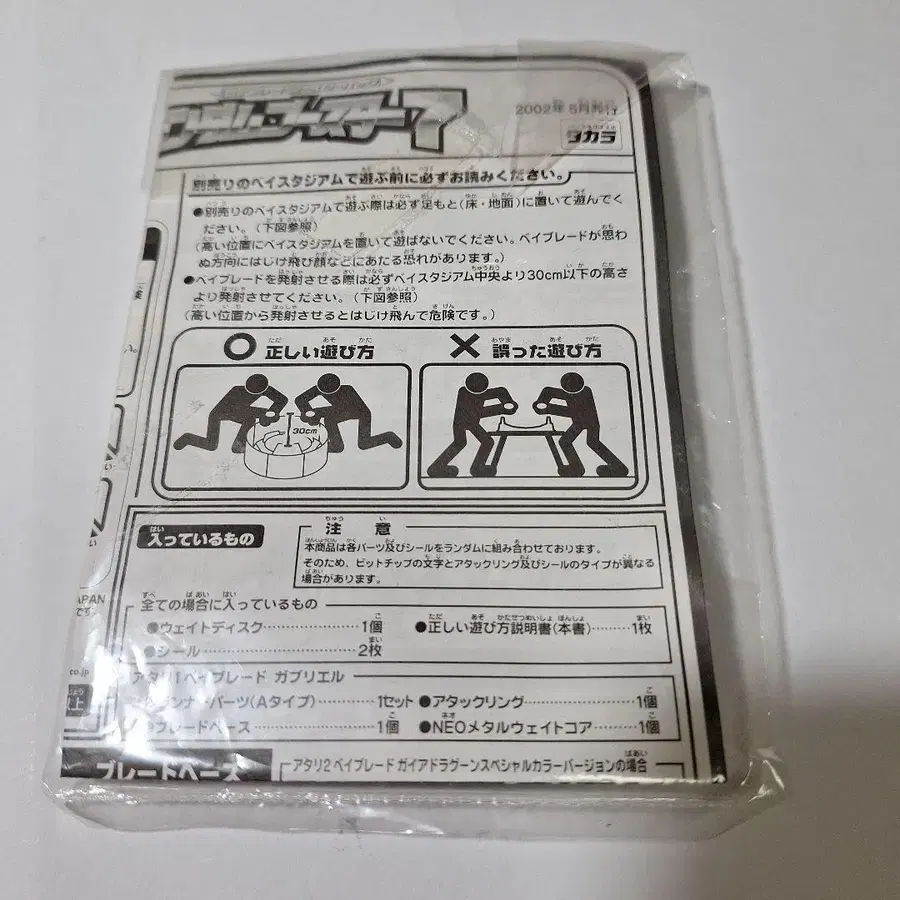 ダムブースター7
2002年5月発行
タカラ
別売りのベイスタジアムで遊ぶ前に必ずお読みください。
●別売りのベイスタジアムで遊ぶ際は必ず足もと(床・地面)に置いて遊んでく
ださい。(下図参照)
(高い位置にベイスタジアムを置いて遊ばないでください。ベイブレードが思わ
ぬ方向にはじけ飛び顔などにあたる恐れがあります。)
●ベイブレードを発射させる際は必ずベイスタジアム中央より30cm以下の高さ
より発射させてください。(下図参照)
(高い位置から発射させるとはじけ飛んで危険です。)
○ 正しい遊び方
× 誤った遊び方
30cm
入っているもの
注意
本商品は各パーツ及びシールをランダムに組み合わせております。
そのため、ビットチップの文字とアタックリング及びシールのタイプが異なる
場合があります。
全ての場合に入っているもの
●ウェイトディスク………1個
●正しい遊び方説明書(本書)………1枚
●シール………2枚
アタリ1ベイブレード ガブリエル
ランナーパーツ(Aタイプ)………1セット
●アタックリング………1個
ブレードベース………1個
●NEOメタルウェイトコア………1個
ブレードベース
アタリ2ベイブレード ガイアドラグーンスペシャルカラーバージョンの場合
APAN
です。
co.jp
上